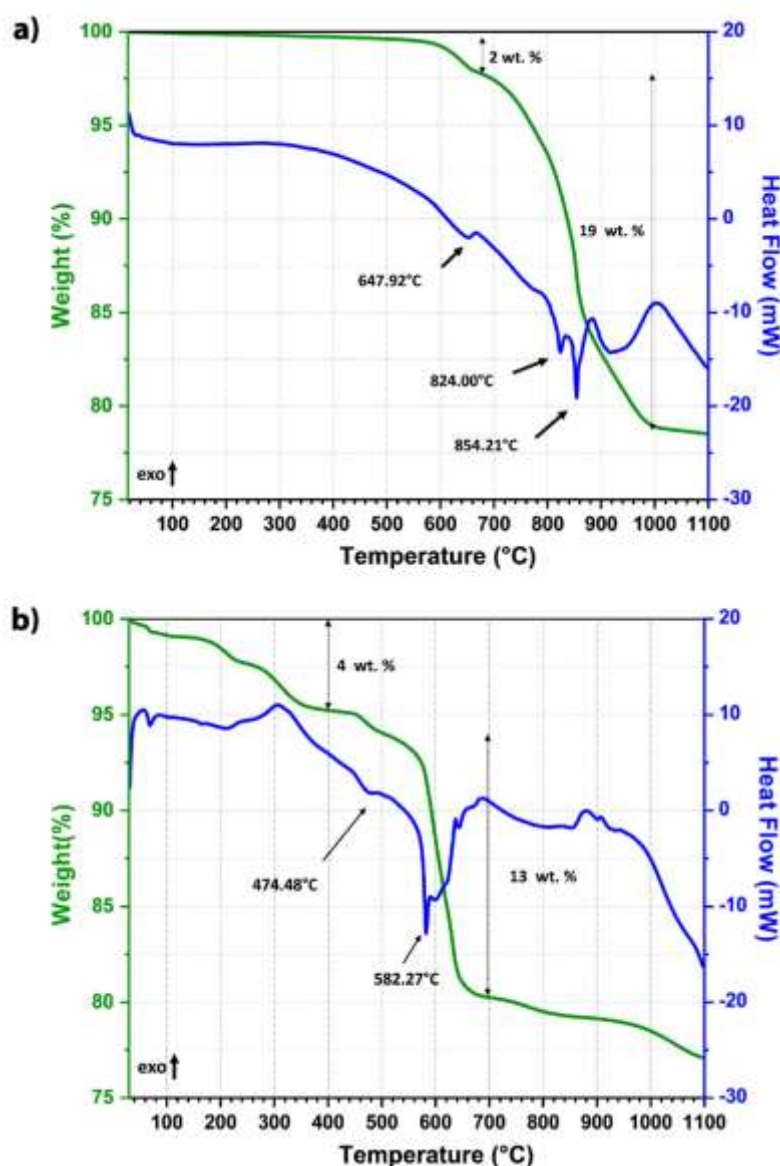 a)
100
95
90
85
80
75
Weight (%)
20
10
0
-10
-20
-30
Heat Flow (mW)
2 wt. %
19 wt. %
647.92°C
824.00°C
854.21°C
exo
100 200 300 400 500 600 700 800 900 1000 1100
Temperature (°C)
b)
100
95
90
85
80
75
Weight(%)
20
10
0
-10
-20
-30
Heat Flow (mW)
4 wt. %
13 wt. %
474.48°C
582.27°C
exo
100 200 300 400 500 600 700 800 900 1000 1100
Temperature (°C)